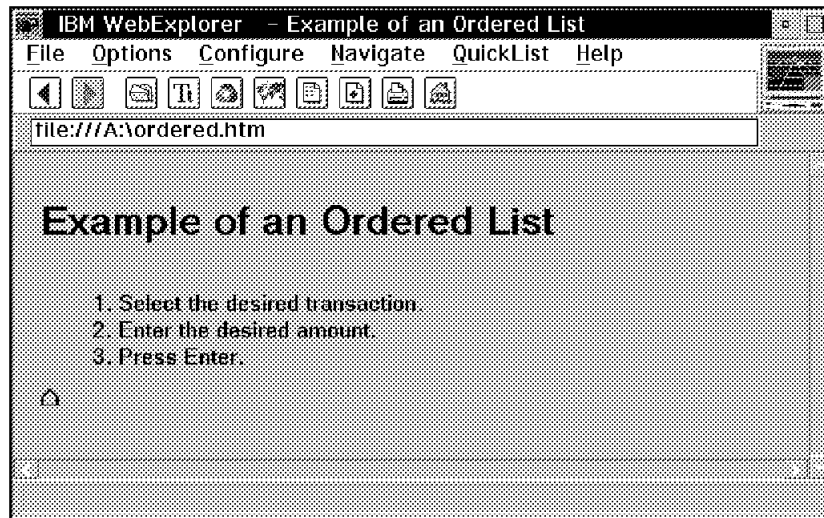 IBM WebExplorer - Example of an Ordered List
File Options Configure Navigate QuickList Help
Tt
file:///A:\ordered.htm
Example of an Ordered List
1. Select the desired transaction.
2. Enter the desired amount.
3. Press Enter.